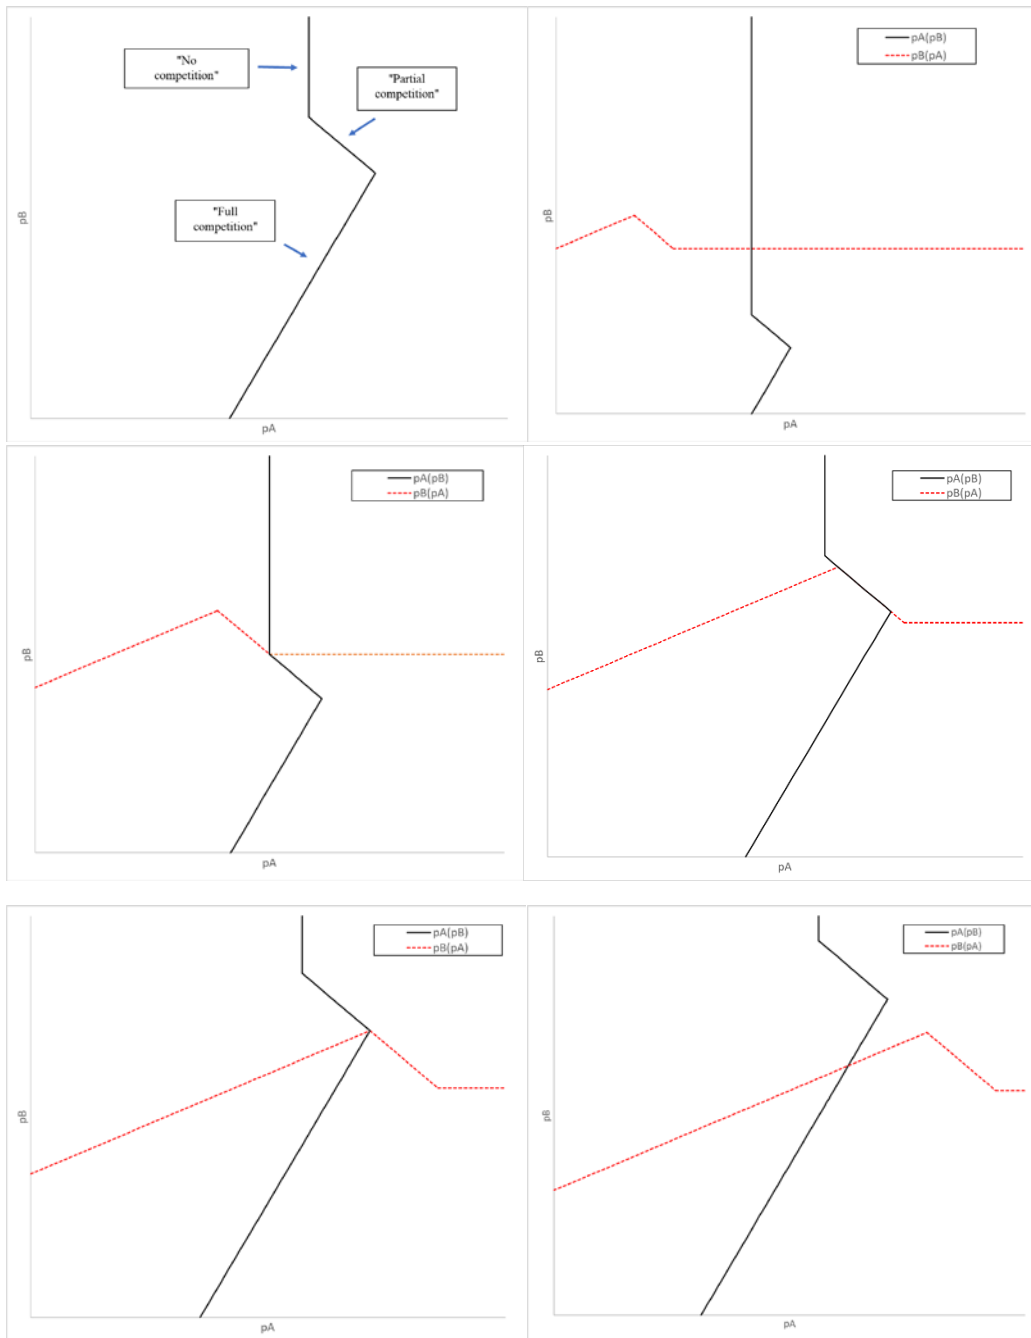 "No
competition"
"Partial
competition"
"Full
competition"
pB
pA
pA(pB)
pB(pA)
pB
pA
pA(pB)
pB(pA)
pB
pA
pA(pB)
pB(pA)
pB
pA
pA(pB)
pB(pA)
pB
pA
pA(pB)
pB(pA)
pB
pA